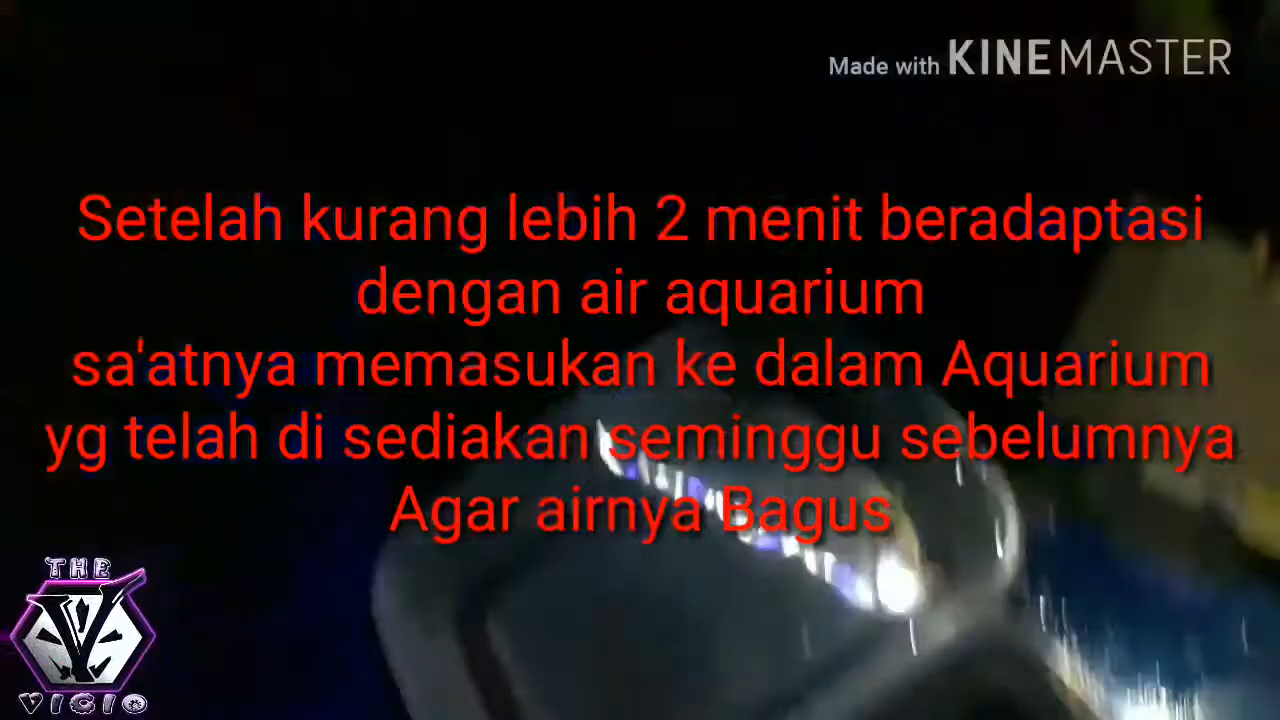 Made with KINEMASTER
Setelah kurang lebih 2 menit beradaptasi
dengan air aquarium
sa'atnya memasukan ke dalam Aquarium
yg telah di sediakan seminggu sebelumnya
Agar airnya Bagus
THE
VICIO